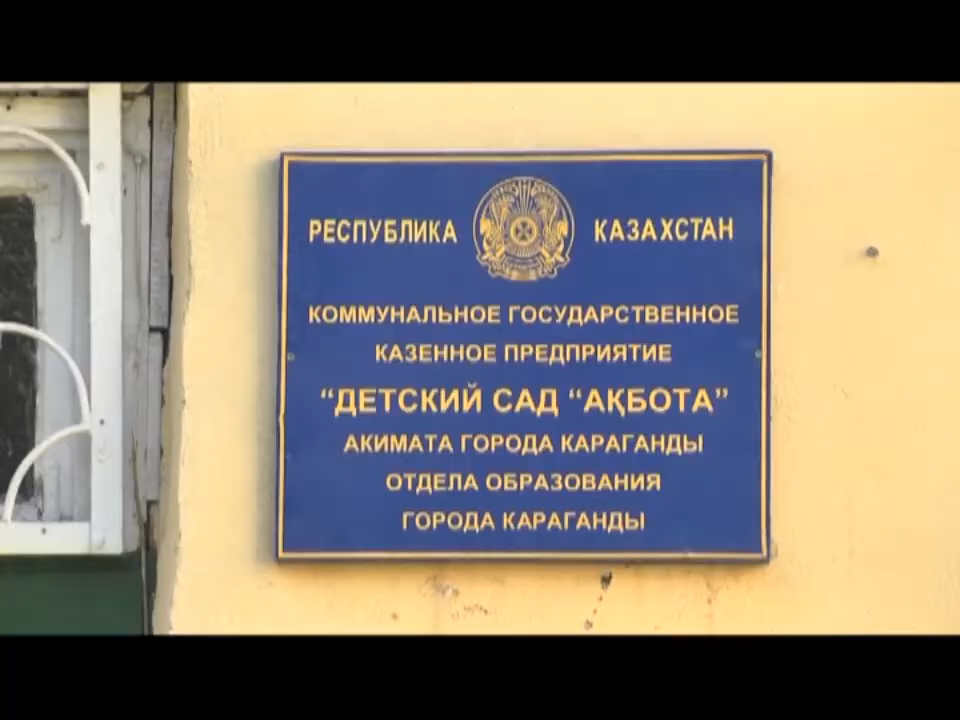 РЕСПУБЛИКА КАЗАХСТАН
КОММУНАЛЬНОЕ ГОСУДАРСТВЕННОЕ
КАЗЕННОЕ ПРЕДПРИЯТИЕ
“ДЕТСКИЙ САД “АҚБОТА”
АКИМАТА ГОРОДА КАРАГАНДЫ
ОТДЕЛА ОБРАЗОВАНИЯ
ГОРОДА КАРАГАНДЫ